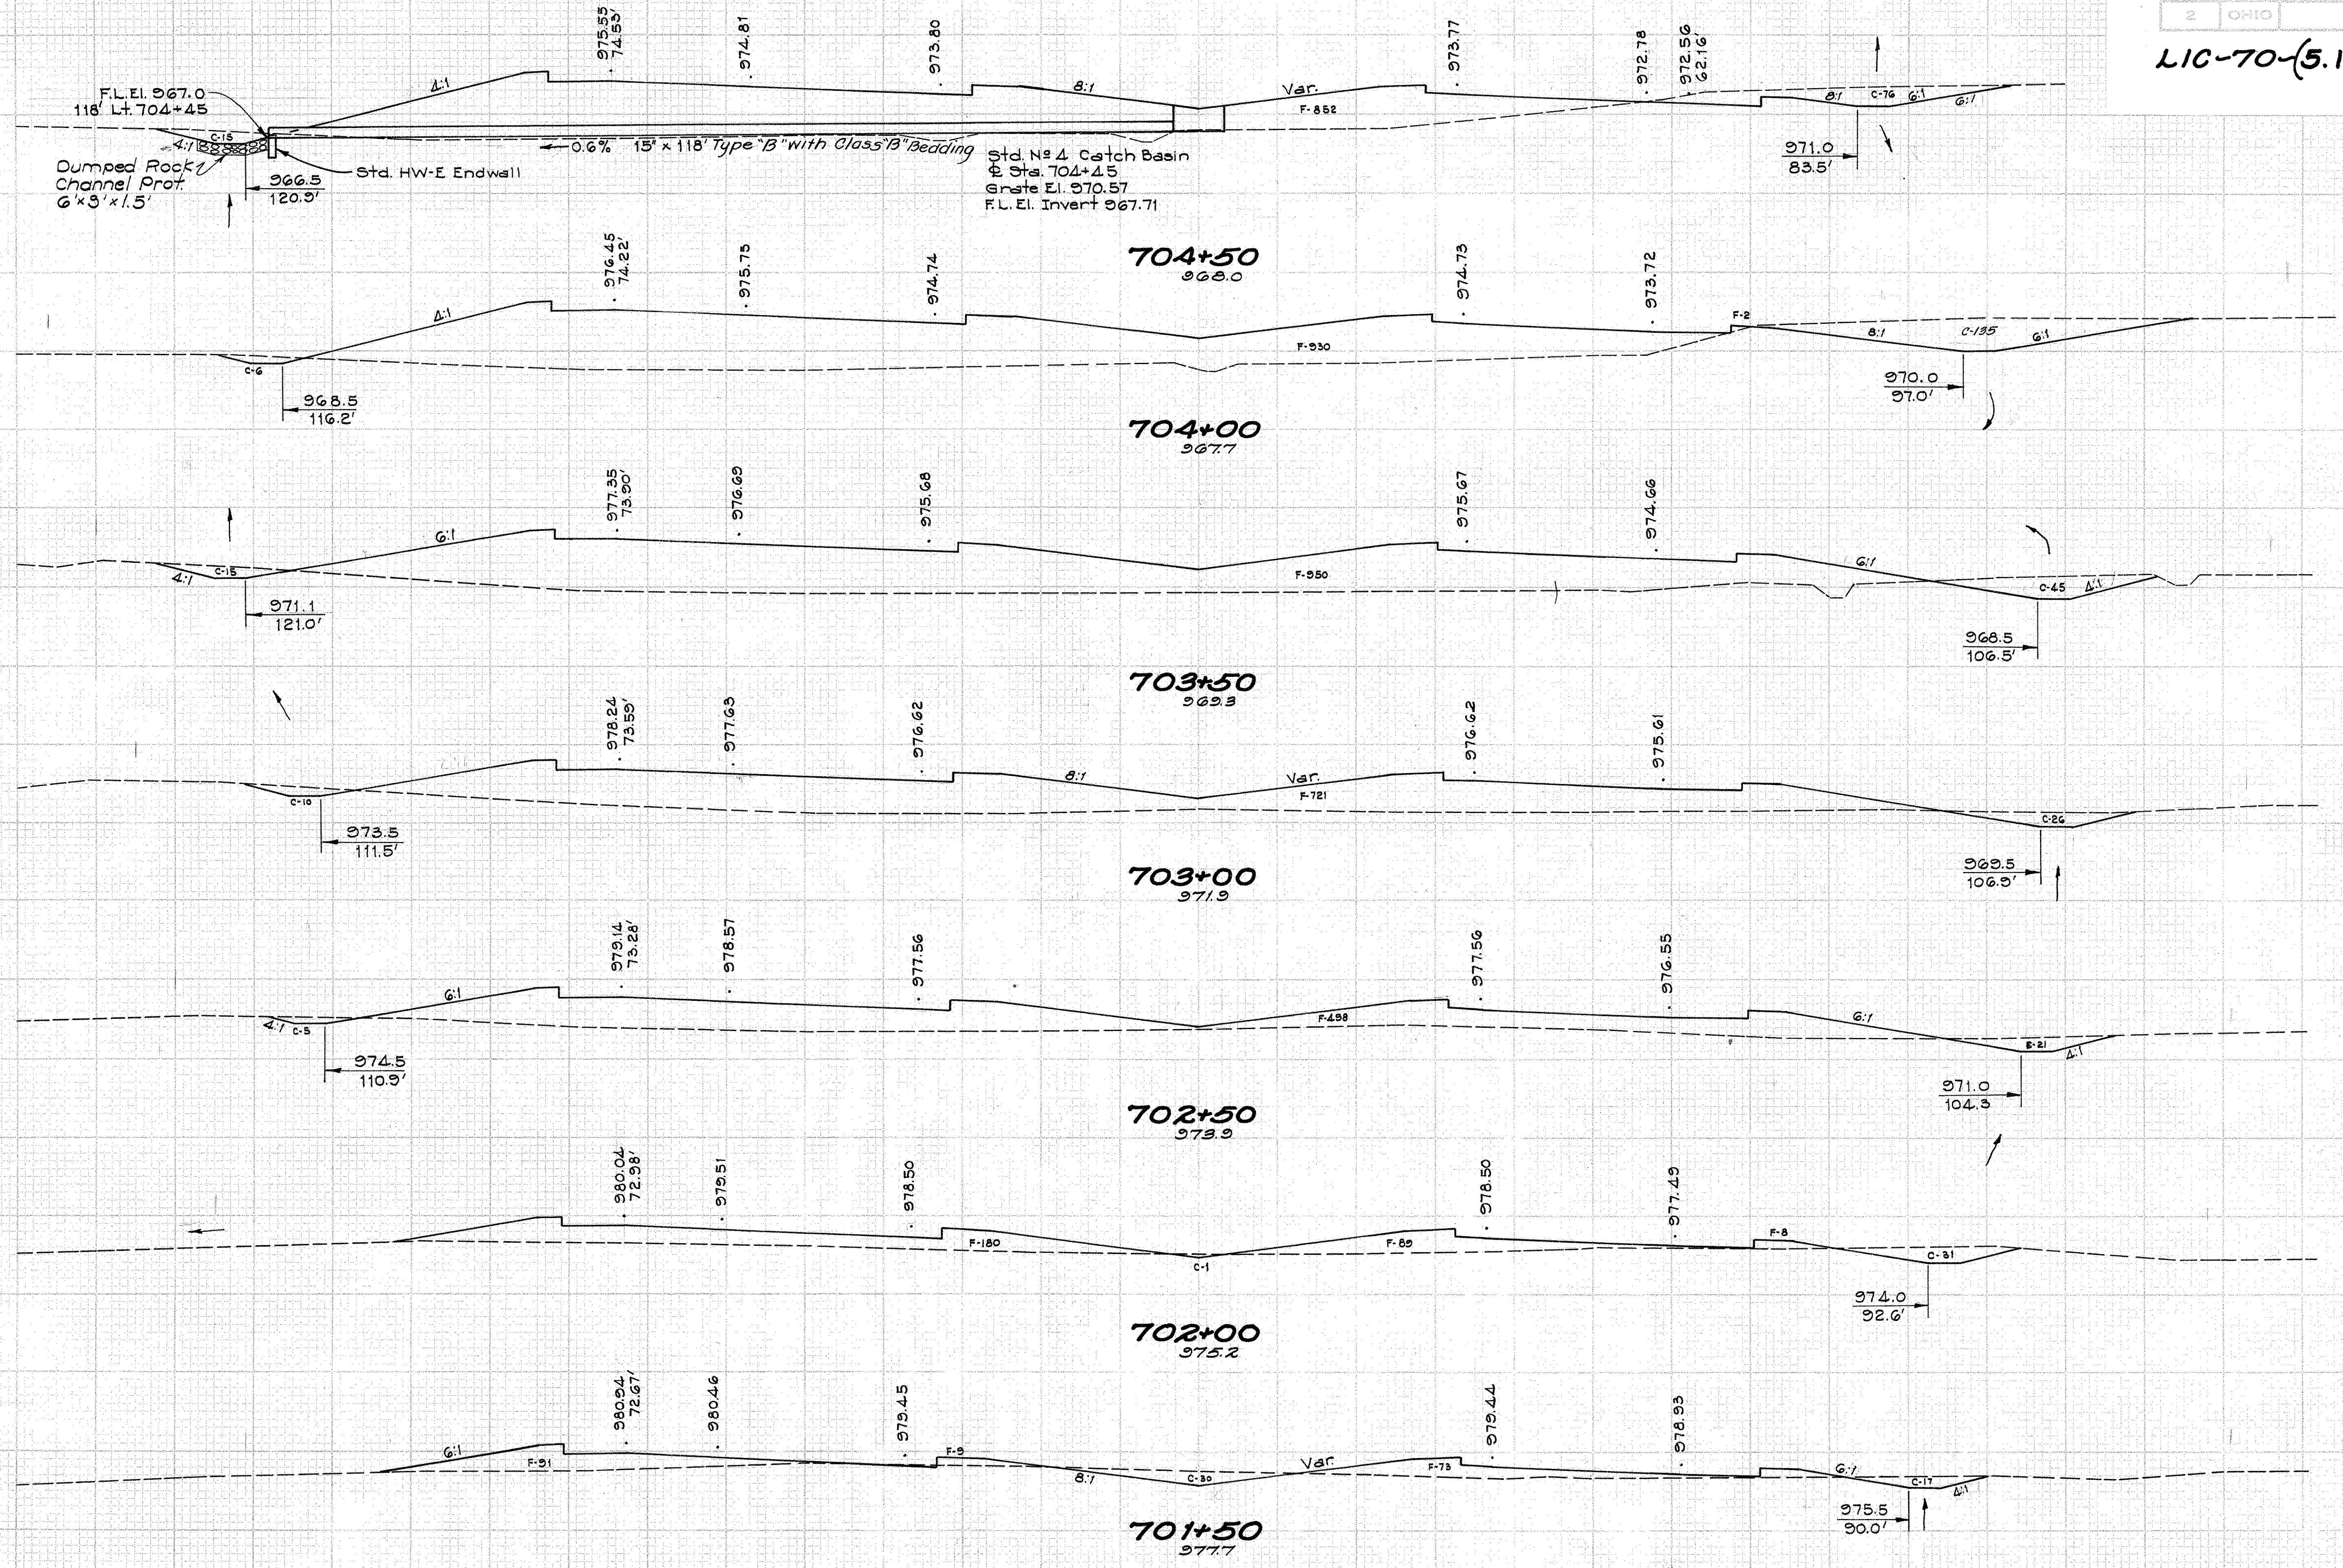 2 OHIO
LIC-70-(5.1
975.55
74.53'
974.81
973.80
973.77
972.78
972.56
62.16'
F.L.El. 967.0
118' Lt. 704+45
4:1
8:1
Var.
F-852
8:1
C-76
6:1
6:1
C-15
4:1
Dumped Rock
Channel Prot.
6'x9'x1.5'
966.5
120.9'
Std. HW-E Endwall
0.6% 15" x 118' Type "B" with Class "B" Bedding
Std. Nº 4 Catch Basin
℄ Sta. 704+45
Grate El. 970.57
F.L. El. Invert 967.71
971.0
83.5'
704+50
968.0
976.45
74.22'
975.75
974.74
974.73
973.72
4:1
C-6
F-930
F-2
8:1
C-135
6:1
968.5
116.2'
970.0
97.0'
704+00
967.7
977.35
73.90'
976.69
975.68
975.67
974.66
4:1
C-15
6:1
F-950
6:1
C-45
4:1
971.1
121.0'
968.5
106.5'
703+50
969.3
978.24
73.59'
977.63
976.62
976.62
975.61
C-10
8:1
Var.
F-721
C-26
973.5
111.5'
969.5
106.9'
703+00
971.9
979.14
73.28'
978.57
977.56
977.56
976.55
4:1
C-5
6:1
F-498
6:1
E-21
4:1
974.5
110.9'
971.0
104.3
702+50
973.9
980.04
72.98'
979.51
978.50
978.50
977.49
F-180
C-1
F-89
F-8
C-31
974.0
92.6'
702+00
975.2
980.94
72.67'
980.46
979.45
979.44
978.93
6:1
F-91
F-9
8:1
C-30
Var.
F-73
6:1
C-17
4:1
975.5
90.0'
701+50
977.7